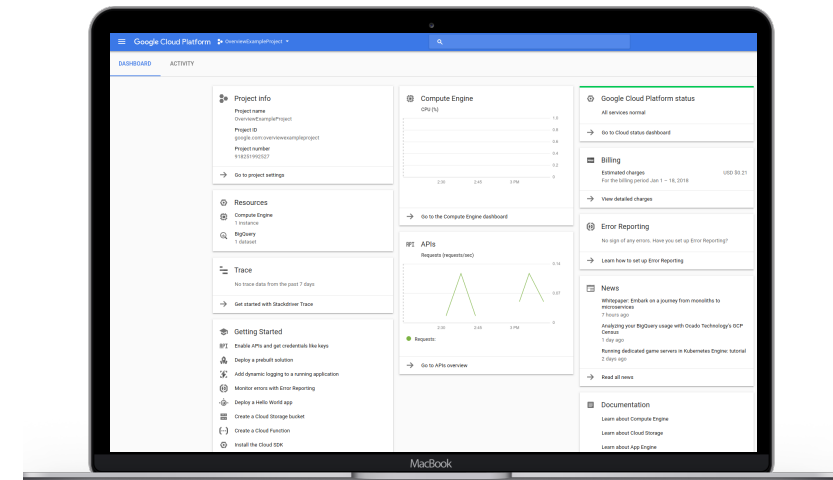 Google Cloud Platform
OverviewExampleProject
DASHBOARD
ACTIVITY
Project info
Project name
OverviewExampleProject
Project ID
google.com:overviewexampleproject
Project number
918251992527
Go to project settings
Resources
Compute Engine
1 instance
BigQuery
1 dataset
Trace
No trace data from the past 7 days
Get started with Stackdriver Trace
Getting Started
API
Enable APIs and get credentials like keys
Deploy a prebuilt solution
Add dynamic logging to a running application
Monitor errors with Error Reporting
Deploy a Hello World app
Create a Cloud Storage bucket
Create a Cloud Function
Install the Cloud SDK
Compute Engine
CPU (%)
1.0
0.8
0.6
0.4
0.2
0
2:30 2:45 3 PM
Go to the Compute Engine dashboard
API APIs
Requests (requests/sec)
0.14
0.07
0
2:30 2:45 3 PM
Requests:
Go to APIs overview
Google Cloud Platform status
All services normal
Go to Cloud status dashboard
Billing
Estimated charges USD $0.21
For the billing period Jan 1 – 18, 2018
View detailed charges
Error Reporting
No sign of any errors. Have you set up Error Reporting?
Learn how to set up Error Reporting
News
Whitepaper: Embark on a journey from monoliths to
microservices
7 hours ago
Analyzing your BigQuery usage with Ocado Technology's GCP
Census
1 day ago
Running dedicated game servers in Kubernetes Engine: tutorial
2 days ago
Read all news
Documentation
Learn about Compute Engine
Learn about Cloud Storage
Learn about App Engine
MacBook